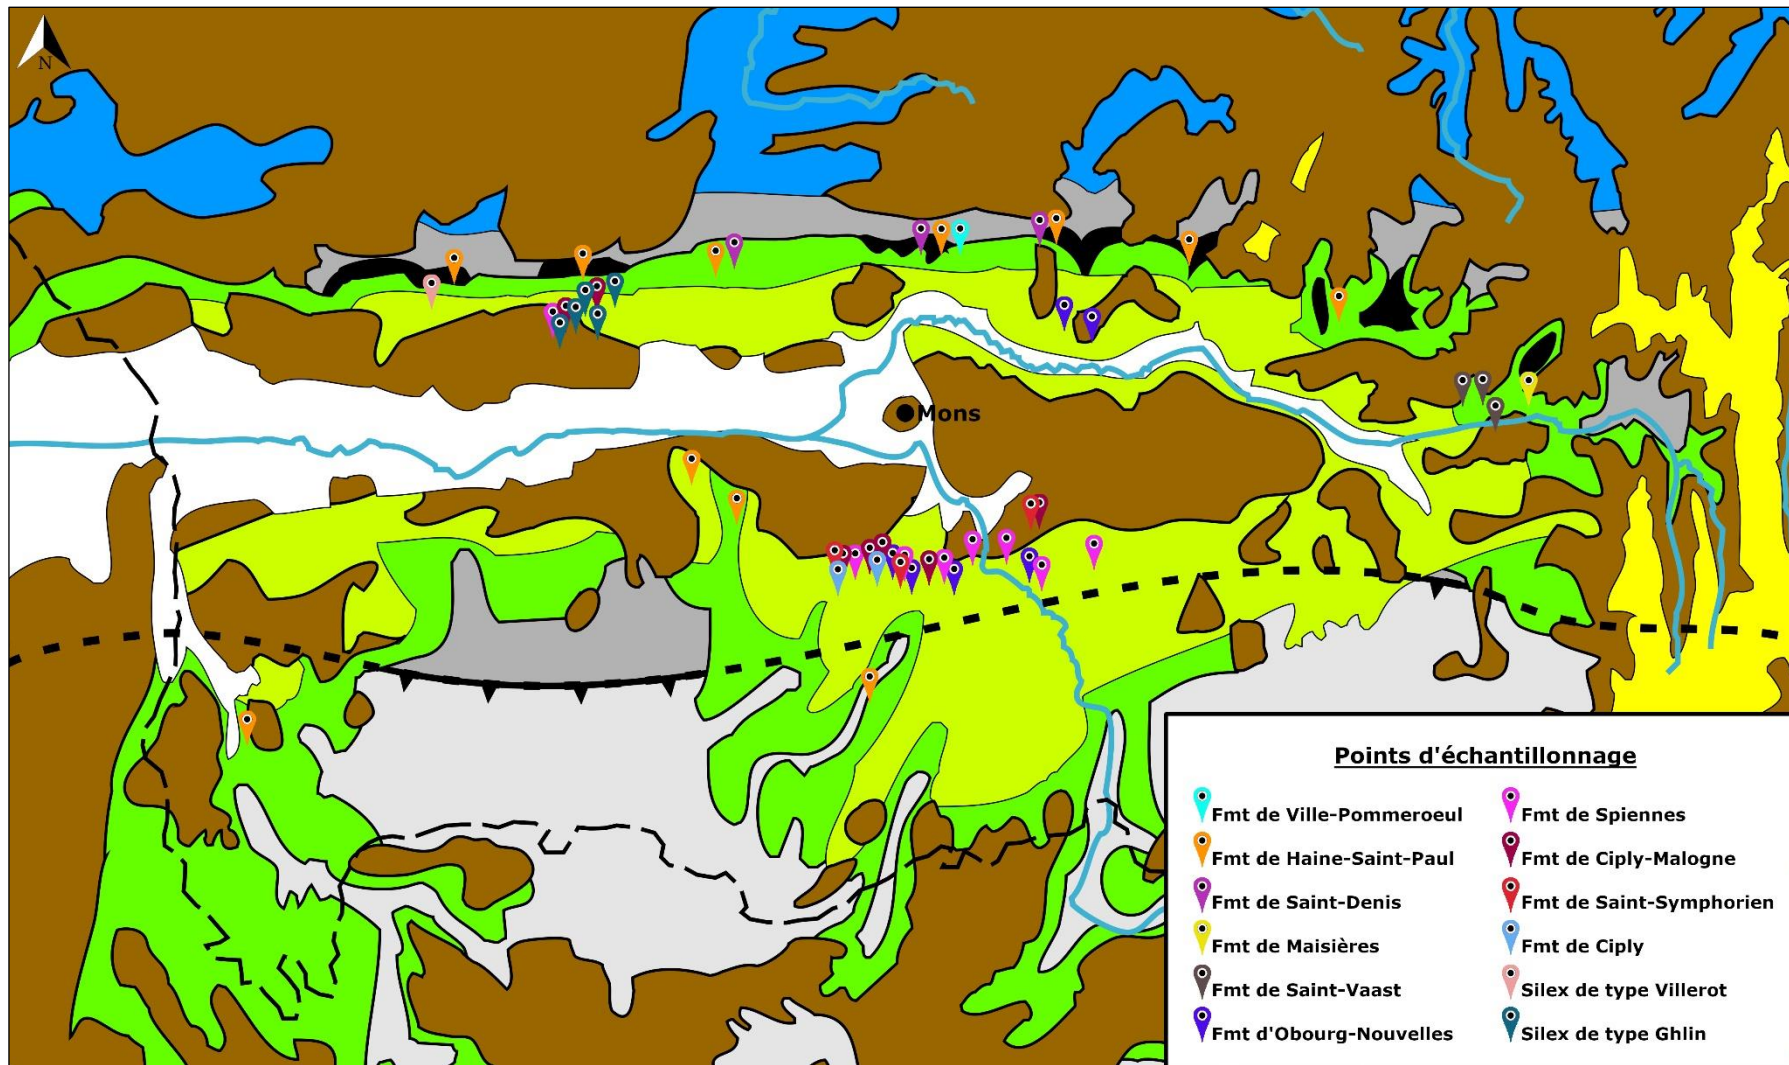 N
Mons
Points d'échantillonnage
Fmt de Ville-Pommeroeul
Fmt de Haine-Saint-Paul
Fmt de Saint-Denis
Fmt de Maisières
Fmt de Saint-Vaast
Fmt d'Obourg-Nouvelles
Fmt de Spiennes
Fmt de Ciply-Malogne
Fmt de Saint-Symphorien
Fmt de Ciply
Silex de type Villerot
Silex de type Ghlin